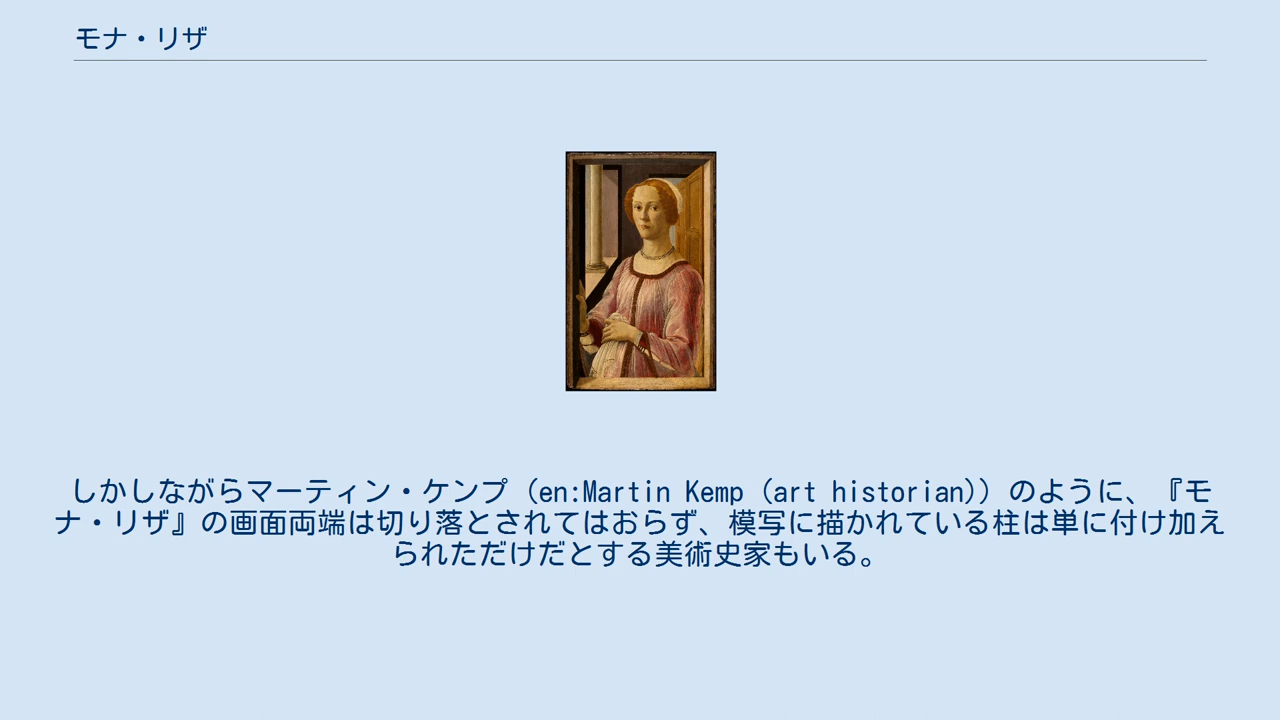 モナ・リザ
しかしながらマーティン・ケンプ（en:Martin Kemp (art historian)）のように、『モ
ナ・リザ』の画面両端は切り落とされてはおらず、模写に描かれている柱は単に付け加え
られただけだとする美術史家もいる。